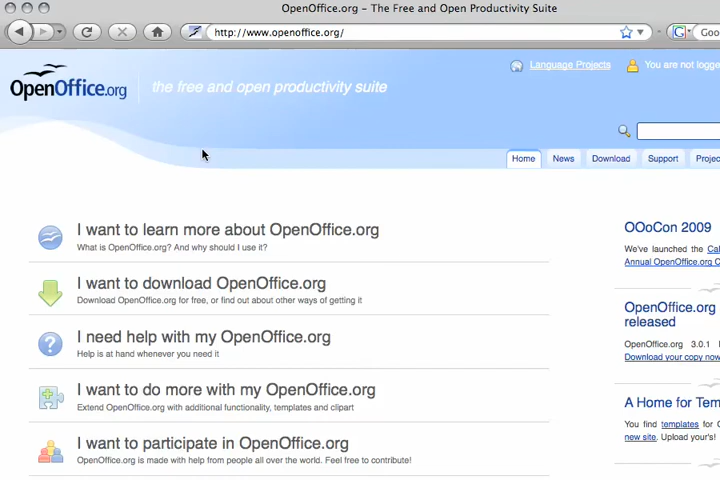 OpenOffice.org - The Free and Open Productivity Suite
http://www.openoffice.org/
Goo
OpenOffice.org
the free and open productivity suite
Language Projects
You are not logge
Home
News
Download
Support
Projec
I want to learn more about OpenOffice.org
What is OpenOffice.org? And why should I use it?
I want to download OpenOffice.org
Download OpenOffice.org for free, or find out about other ways of getting it
I need help with my OpenOffice.org
Help is at hand whenever you need it
I want to do more with my OpenOffice.org
Extend OpenOffice.org with additional functionality, templates and clipart
I want to participate in OpenOffice.org
OpenOffice.org is made with help from people all over the world. Feel free to contribute!
OOoCon 2009
We've launched the Cal
Annual OpenOffice.org C
OpenOffice.org
released
OpenOffice.org 3.0.1
Download your copy now
A Home for Tem
You find templates for
new site. Upload your's!